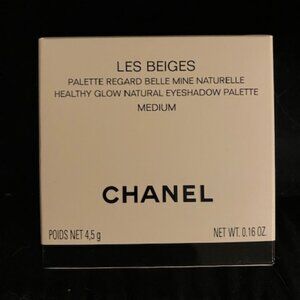 LES BEIGES
PALETTE REGARD BELLE MINE NATURELLE
HEALTHY GLOW NATURAL EYESHADOW PALETTE
MEDIUM
CHANEL
POIDS NET 4,5 g NET WT. 0.16 OZ